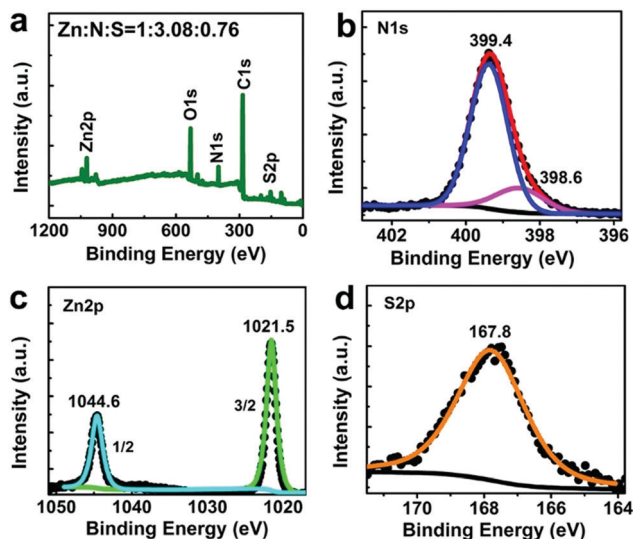 a
Zn:N:S=1:3.08:0.76
Zn2p
O1s
N1s
C1s
S2p
Intensity (a.u.)
1200 900 600 300 0
Binding Energy (eV)
b
N1s
399.4
398.6
Intensity (a.u.)
402 400 398 396
Binding Energy (eV)
c
Zn2p
1021.5
1044.6
3/2
1/2
Intensity (a.u.)
1050 1040 1030 1020
Binding Energy (eV)
d
S2p
167.8
Intensity (a.u.)
170 168 166 164
Binding Energy (eV)